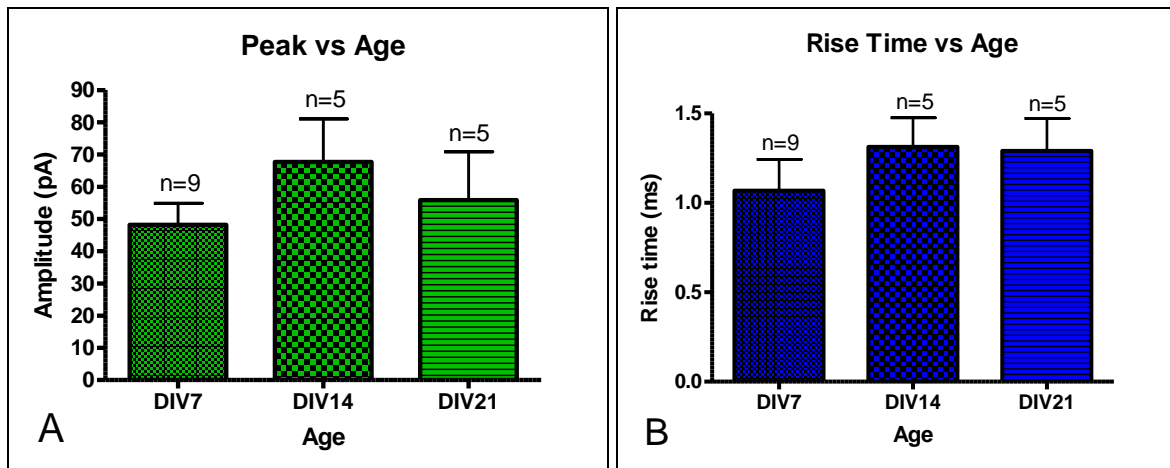 Peak vs Age
Amplitude (pA)
90
80
70
60
50
40
30
20
10
0
n=9
n=5
n=5
DIV7 DIV14 DIV21
Age
A
Rise Time vs Age
Rise time (ms)
1.5
1.0
0.5
0.0
n=9
n=5
n=5
DIV7 DIV14 DIV21
Age
B